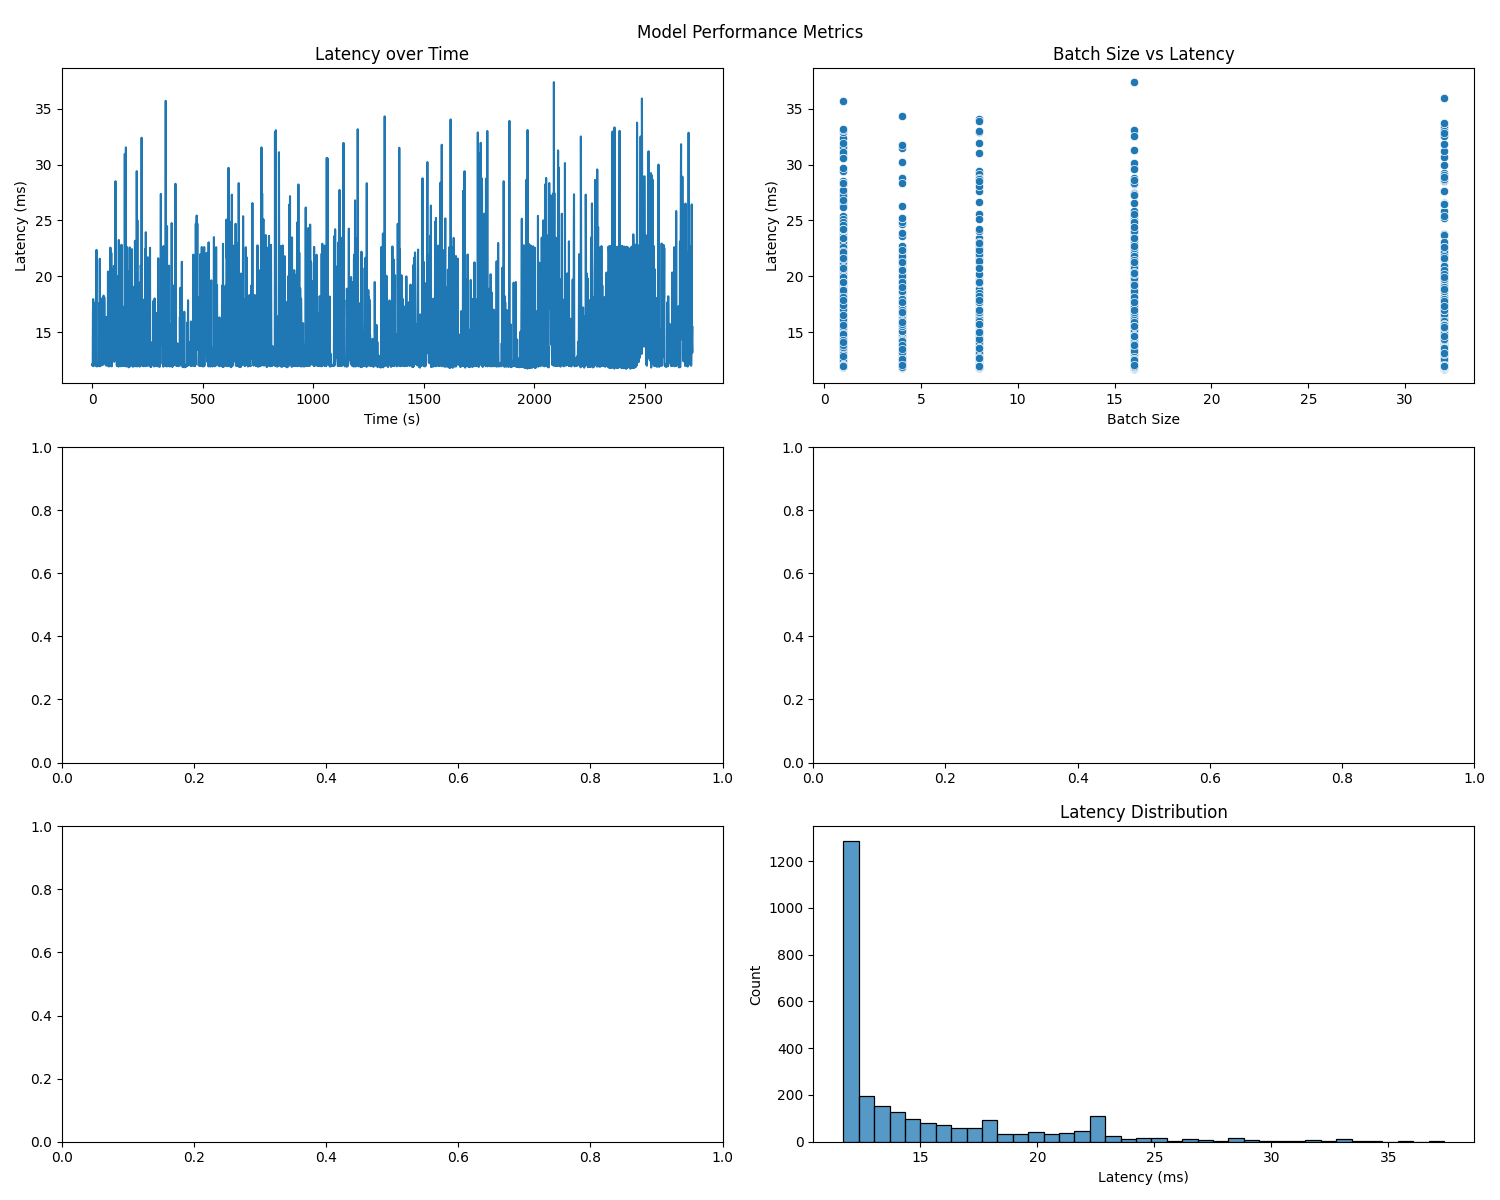 Model Performance Metrics
Latency over Time
Latency (ms)
35
30
25
20
15
0 500 1000 1500 2000 2500
Time (s)
Batch Size vs Latency
Latency (ms)
35
30
25
20
15
0 5 10 15 20 25 30
Batch Size
1.0
0.8
0.6
0.4
0.2
0.0
0.0 0.2 0.4 0.6 0.8 1.0
1.0
0.8
0.6
0.4
0.2
0.0
0.0 0.2 0.4 0.6 0.8 1.0
1.0
0.8
0.6
0.4
0.2
0.0
0.0 0.2 0.4 0.6 0.8 1.0
Latency Distribution
Count
1200
1000
800
600
400
200
0
15 20 25 30 35
Latency (ms)